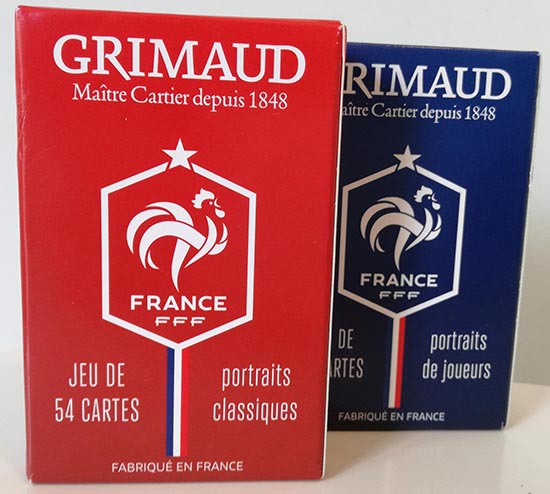 GRIMAUD
Maître Cartier depuis 1848
FRANCE
FFF
JEU DE
54 CARTES
portraits
classiques
FABRIQUÉ EN FRANCE
RIMAUD
aître Cartier depuis 1848
FRANCE
FFF
DE
RTES
portraits
de joueurs
FABRIQUÉ EN FRANCE